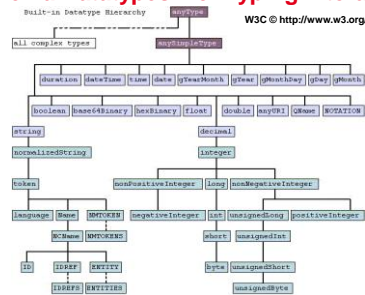 Built-in Datatype Hierarchy
anyType
W3C © http://www.w3.org
all complex types
anySimpleType
duration dateTime time date gYearMonth gYear gMonthDay gDay gMonth
boolean base64Binary hexBinary float double anyURI QName NOTATION
string decimal
normalizedString integer
token nonPositiveInteger long nonNegativeInteger
language Name NMTOKEN negativeInteger int unsignedLong positiveInteger
NCName NMTOKENS short unsignedInt
ID IDREF ENTITY byte unsignedShort
IDREFS ENTITIES unsignedByte